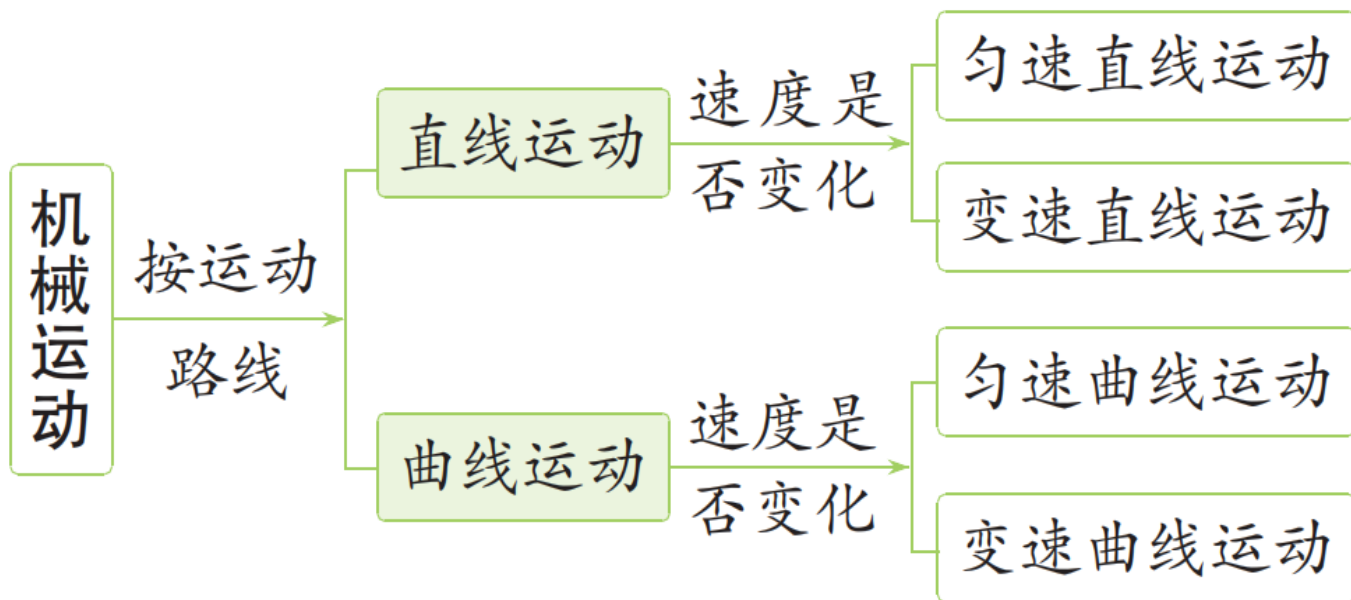 机械运动
按运动
路线
直线运动
速度是
否变化
匀速直线运动
变速直线运动
曲线运动
速度是
否变化
匀速曲线运动
变速曲线运动